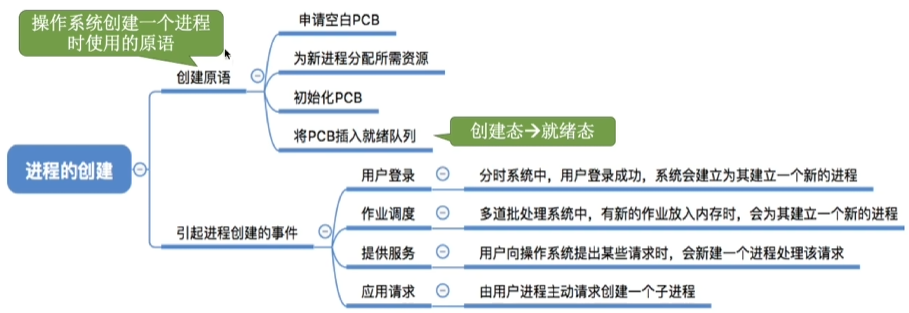 操作系统创建一个进程
时使用的原语
申请空白PCB
为新进程分配所需资源
创建原语
初始化PCB
将PCB插入就绪队列
创建态→就绪态
进程的创建
用户登录
分时系统中，用户登录成功，系统会建立为其建立一个新的进程
作业调度
多道批处理系统中，有新的作业放入内存时，会为其建立一个新的进程
引起进程创建的事件
提供服务
用户向操作系统提出某些请求时，会新建一个进程处理该请求
应用请求
由用户进程主动请求创建一个子进程